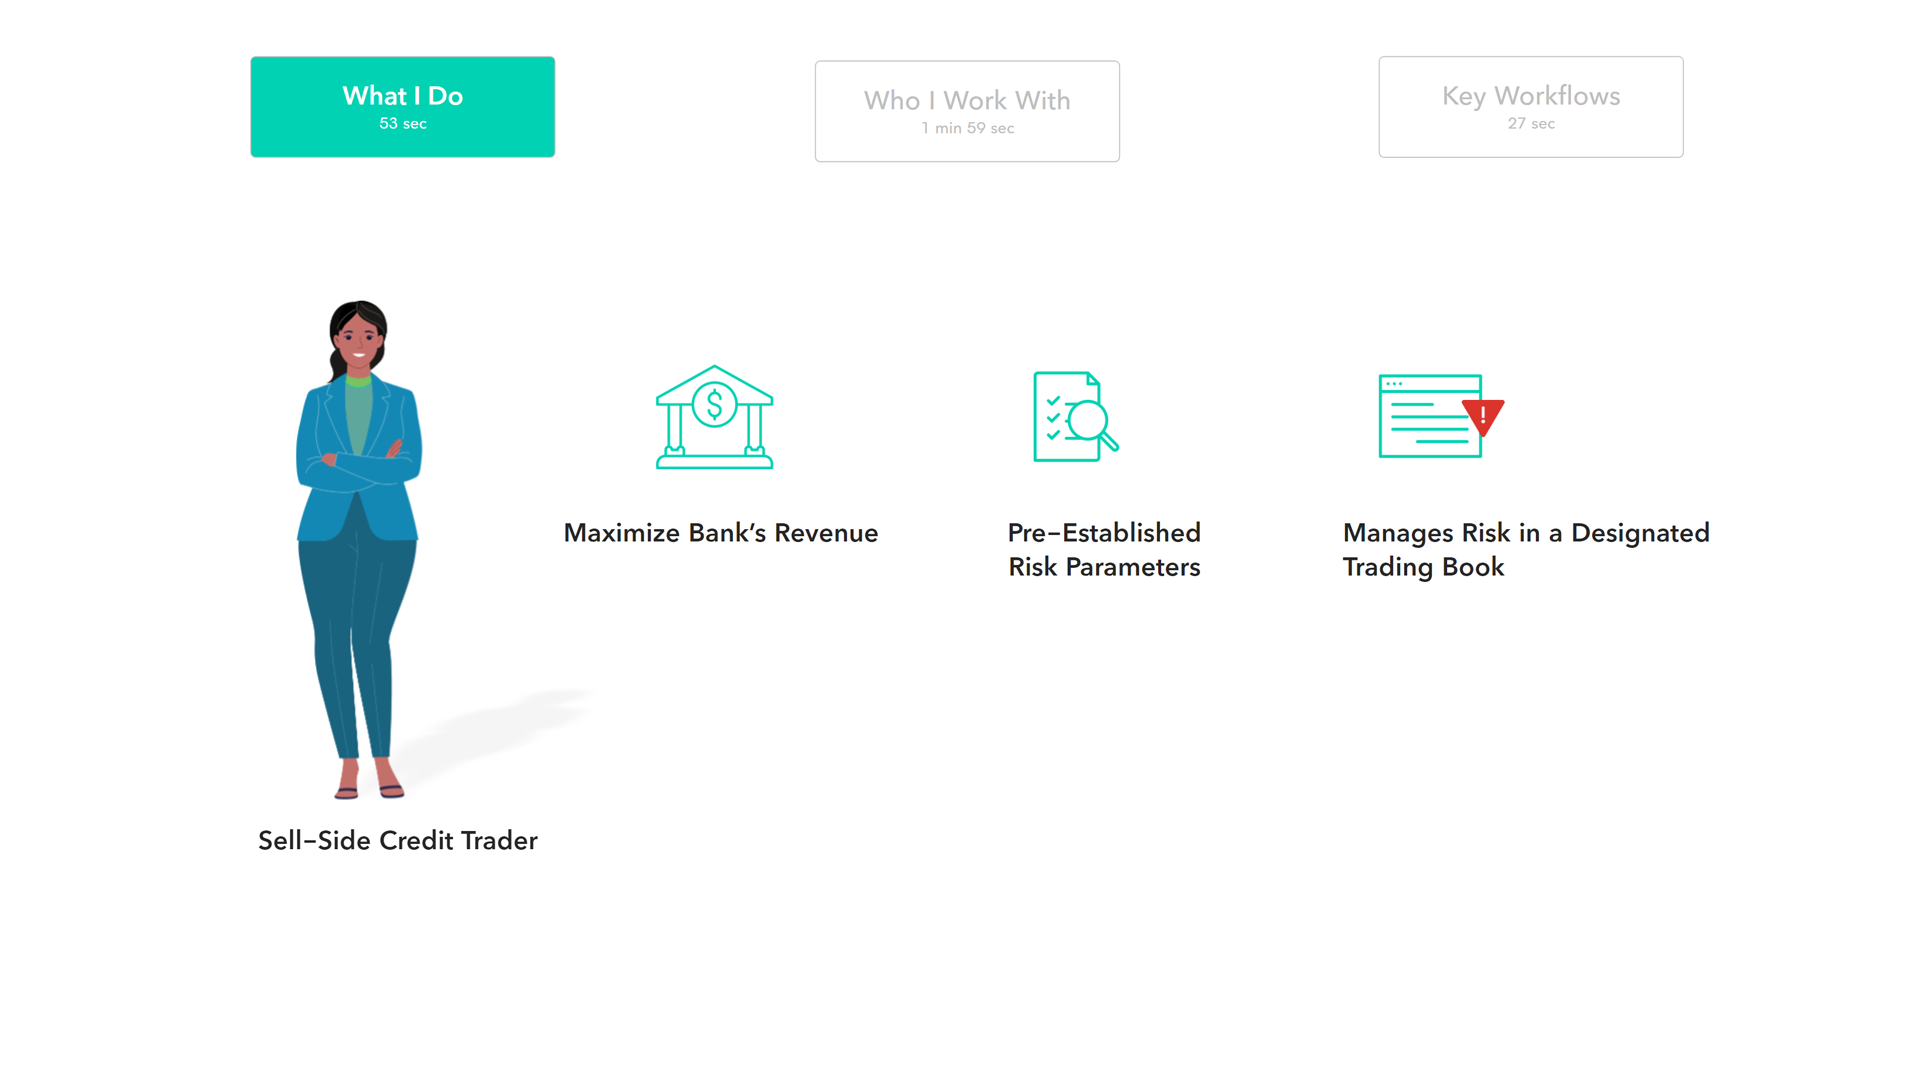 What I Do
53 sec
Who I Work With
1 min 59 sec
Key Workflows
27 sec
$
!
Maximize Bank’s Revenue
Pre–Established
Risk Parameters
Manages Risk in a Designated
Trading Book
Sell–Side Credit Trader